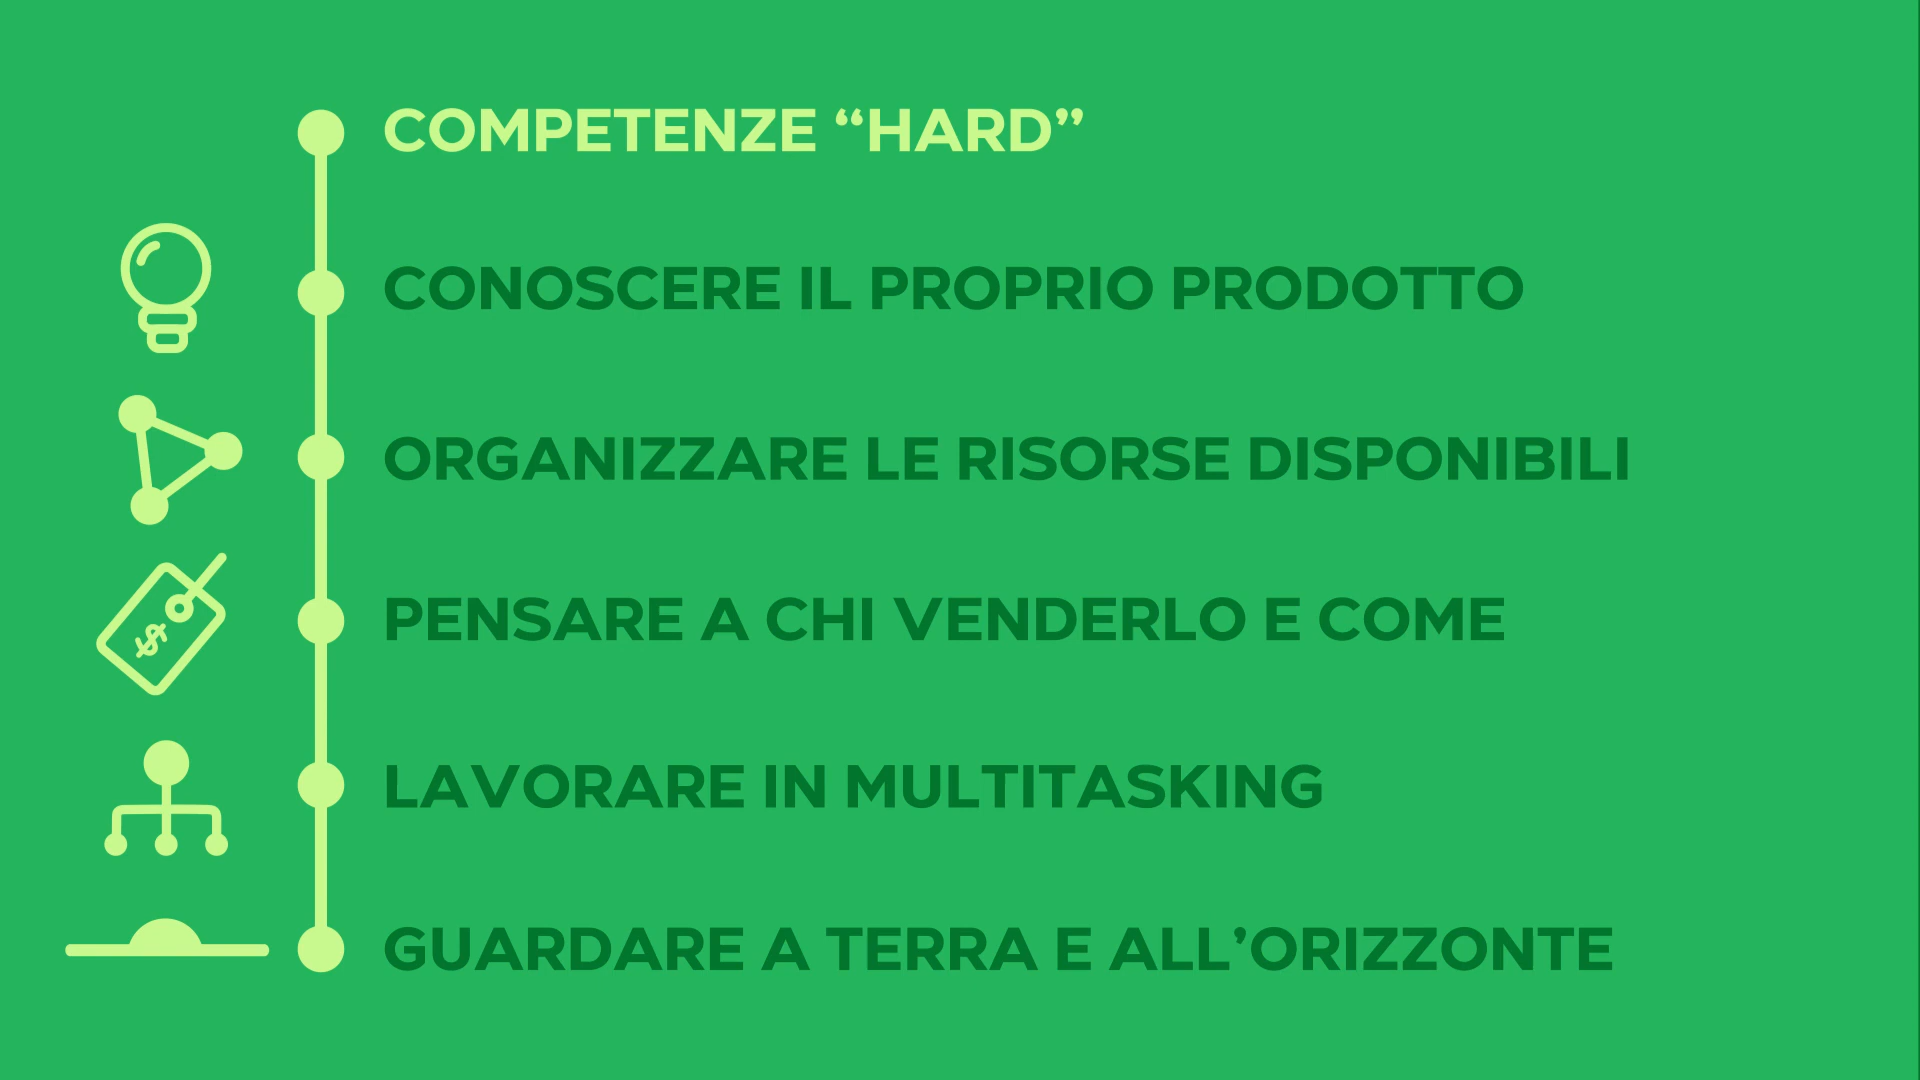 COMPETENZE “HARD”
CONOSCERE IL PROPRIO PRODOTTO
ORGANIZZARE LE RISORSE DISPONIBILI
PENSARE A CHI VENDERLO E COME
$
LAVORARE IN MULTITASKING
GUARDARE A TERRA E ALL’ORIZZONTE